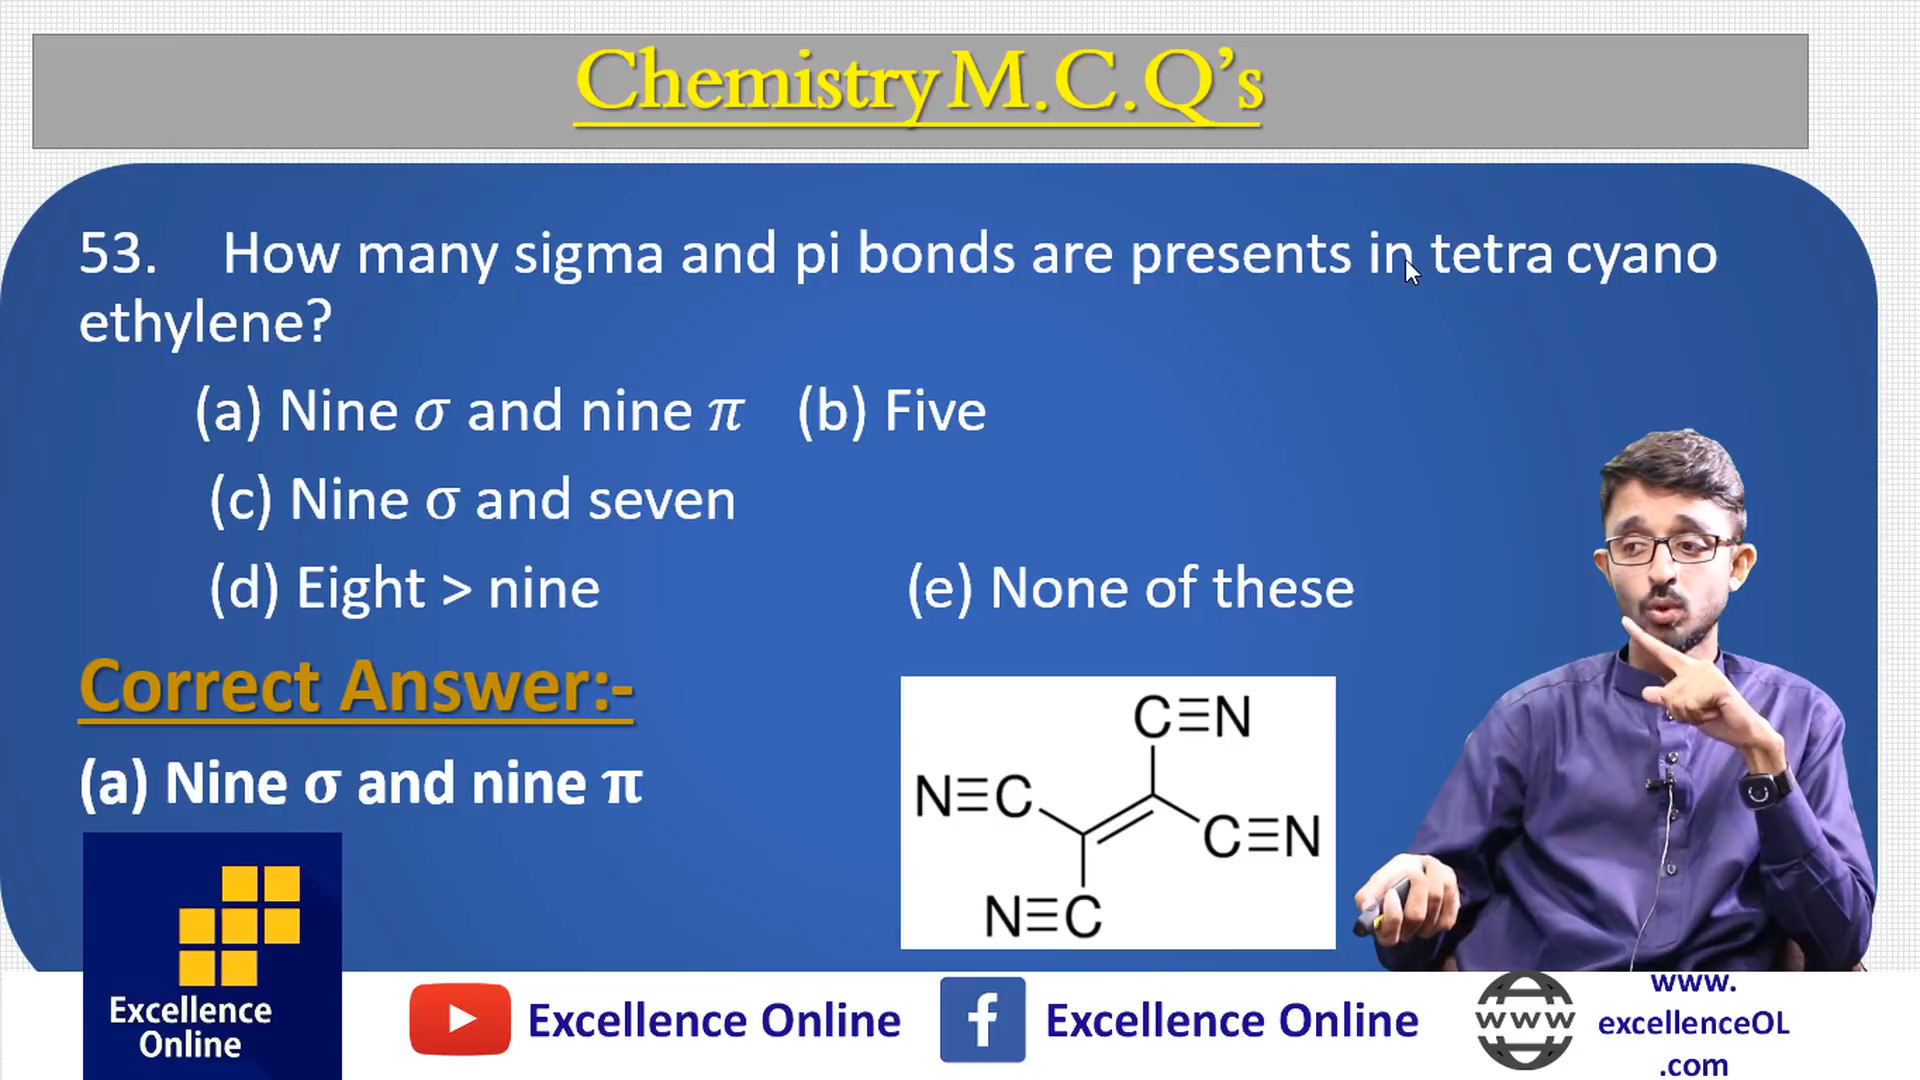 Chemistry M.C.Q's
53. How many sigma and pi bonds are presents in tetra cyano
ethylene?
(a) Nine σ and nine π (b) Five
(c) Nine σ and seven
(d) Eight > nine (e) None of these
Correct Answer:-
(a) Nine σ and nine π
C≡N
N≡C
C≡N
N≡C
Excellence
Online
Excellence Online
f Excellence Online
www
www.
excellenceOL
.com